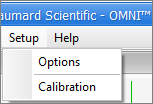 aumard Scientific - OMNI™
Setup Help
Options
Calibration